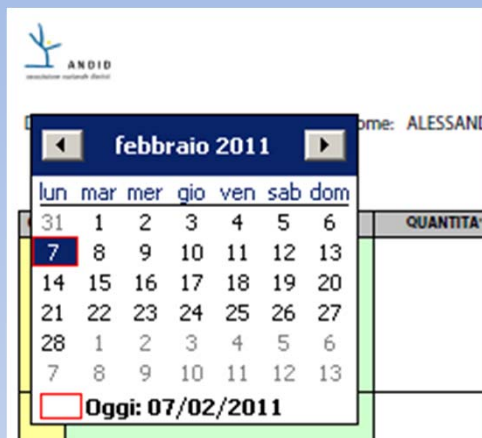 ANDID
associazione nazionale dietisti
D
ome: ALESSAND
febbraio 2011
lun mar mer gio ven sab dom
31 1 2 3 4 5 6
QUANTITA'
7 8 9 10 11 12 13
14 15 16 17 18 19 20
21 22 23 24 25 26 27
28 1 2 3 4 5 6
7 8 9 10 11 12 13
Oggi: 07/02/2011